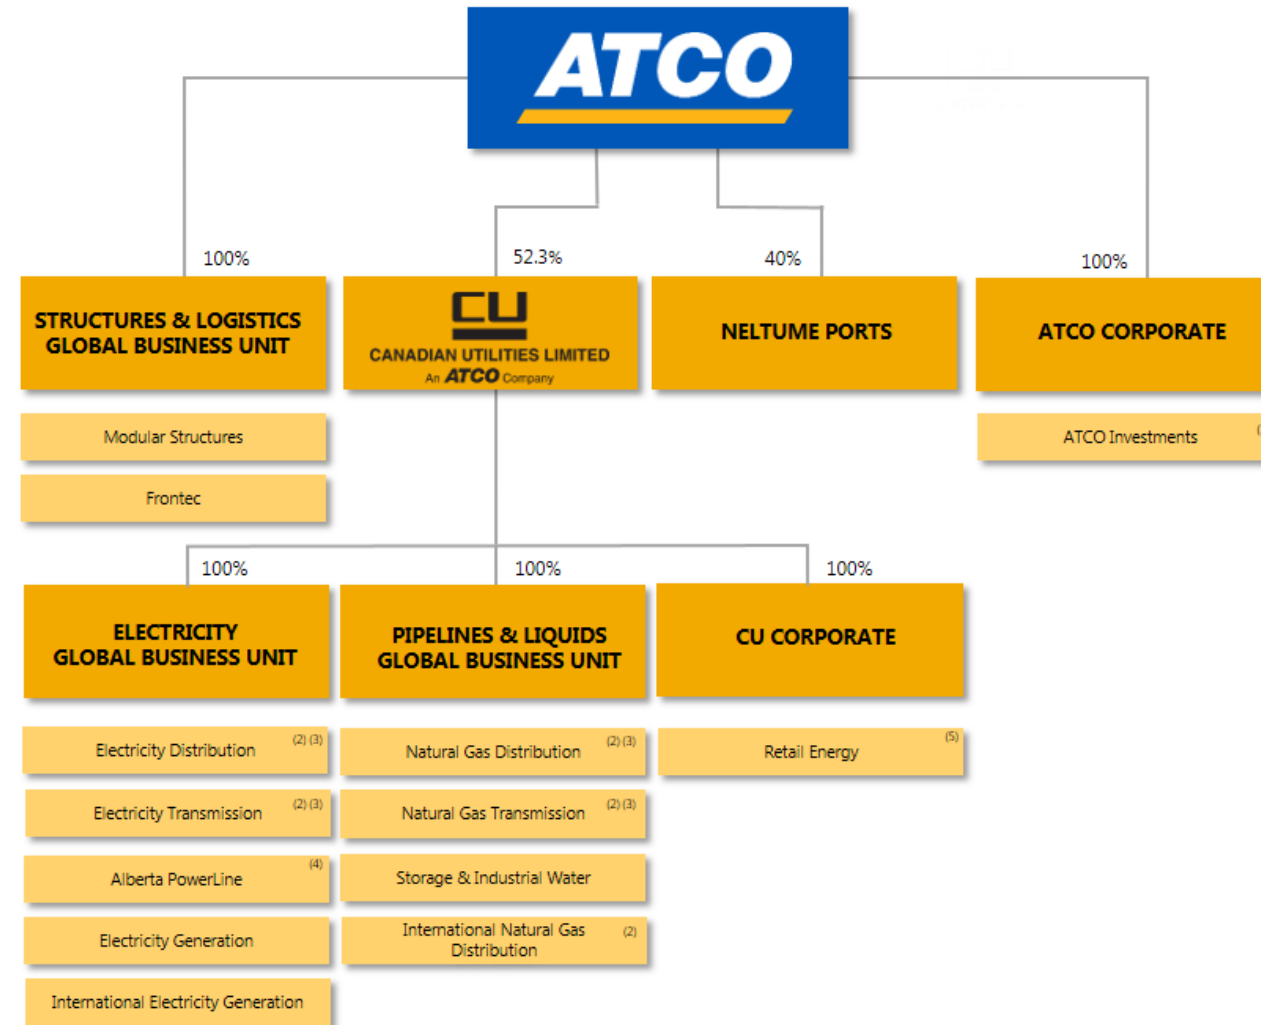 ATCO
100%
52.3%
40%
100%
STRUCTURES & LOGISTICS
GLOBAL BUSINESS UNIT
CU
CANADIAN UTILITIES LIMITED
An ATCO Company
NELTUME PORTS
ATCO CORPORATE
Modular Structures
Frontec
ATCO Investments
100%
100%
100%
ELECTRICITY
GLOBAL BUSINESS UNIT
PIPELINES & LIQUIDS
GLOBAL BUSINESS UNIT
CU CORPORATE
Electricity Distribution (2) (3)
Electricity Transmission (2) (3)
Alberta PowerLine (4)
Electricity Generation
International Electricity Generation
Natural Gas Distribution (2) (3)
Natural Gas Transmission (2) (3)
Storage & Industrial Water
International Natural Gas (2)
Distribution
Retail Energy (5)